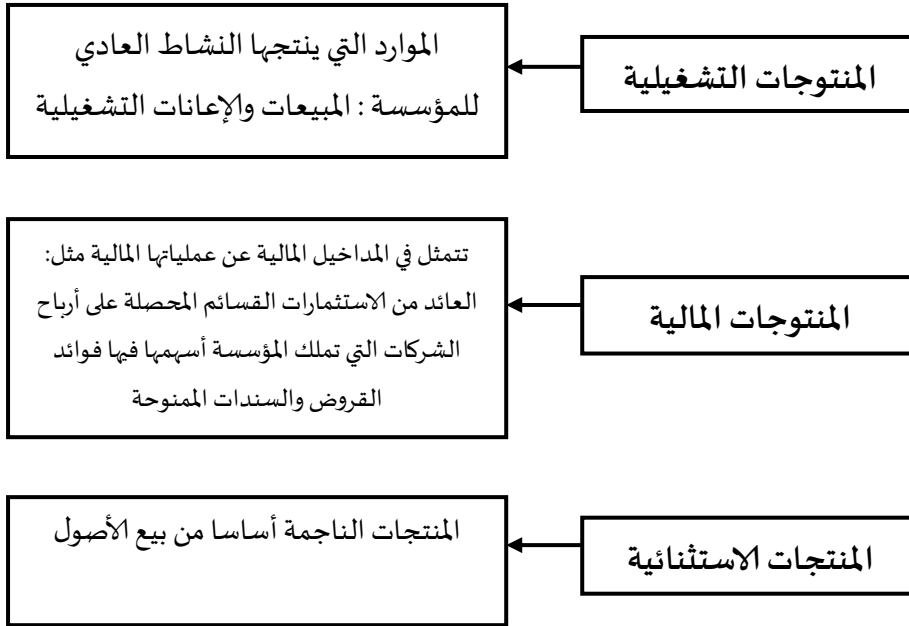 المنتوجات التشغيلية
الموارد التي ينتجها النشاط العادي
للمؤسسة : المبيعات والإعانات التشغيلية
المنتوجات المالية
تتمثل في المداخيل المالية عن عملياتها المالية مثل:
العائد من الاستثمارات القسائم المحصلة على أرباح
الشركات التي تملك المؤسسة أسهمها فيها فوائد
القروض والسندات الممنوحة
المنتجات الاستثنائية
المنتجات الناجمة أساسا من بيع الأصول